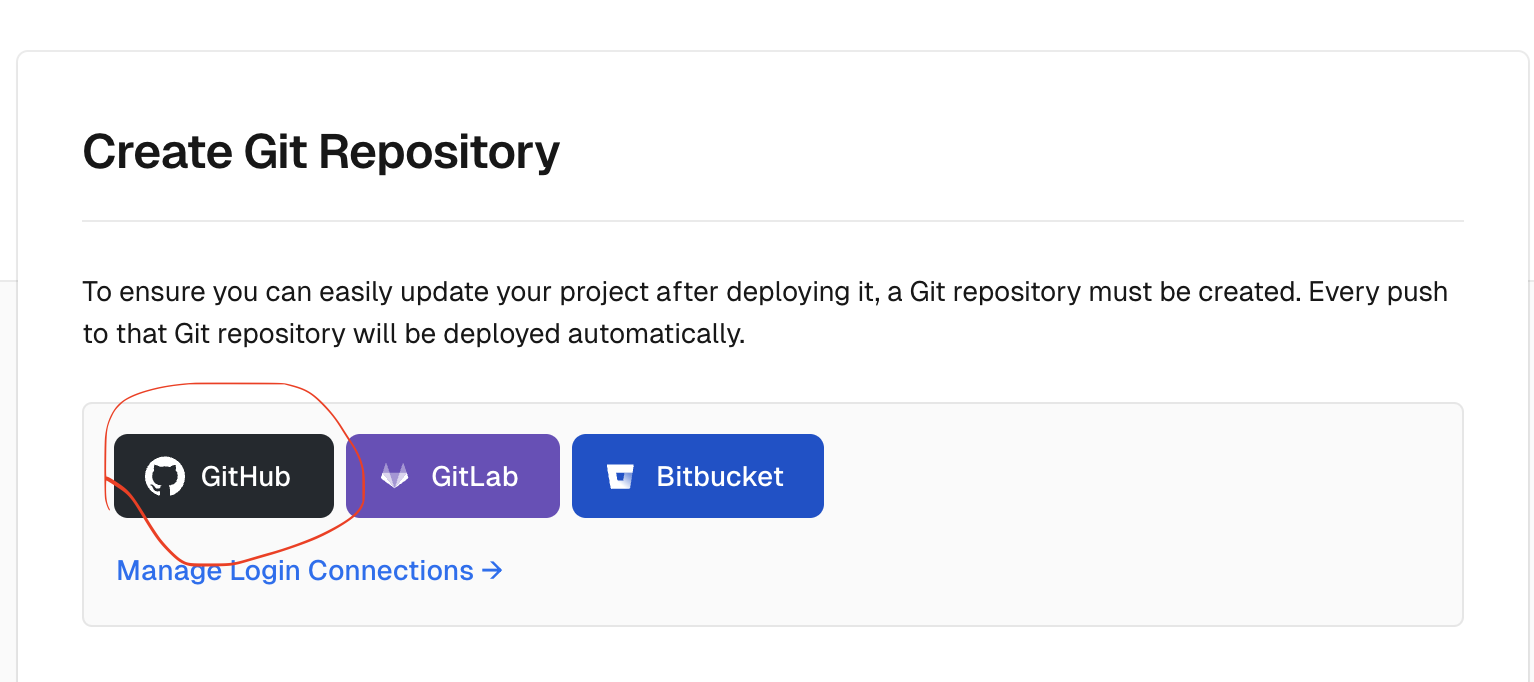 Create Git Repository
To ensure you can easily update your project after deploying it, a Git repository must be created. Every push
to that Git repository will be deployed automatically.
GitHub GitLab Bitbucket
Manage Login Connections →